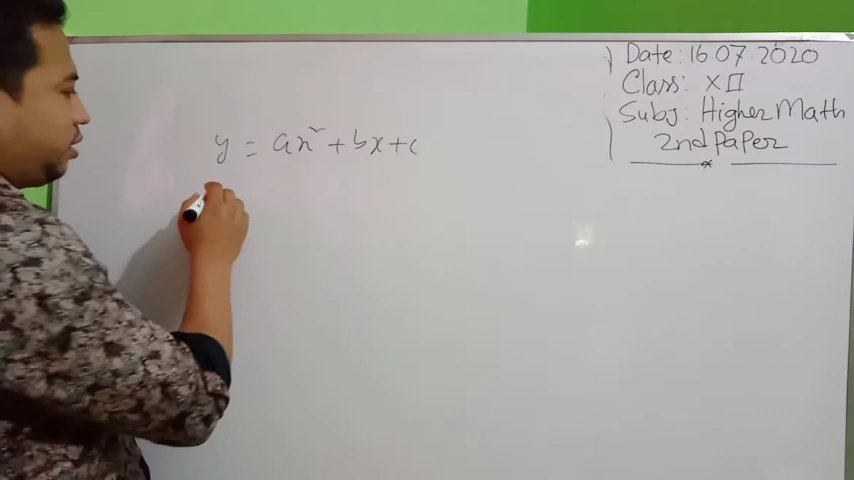 y = ax² + bx + c
Date: 16.07.2020
Class: XII
Subj: Higher Math
2nd Paper